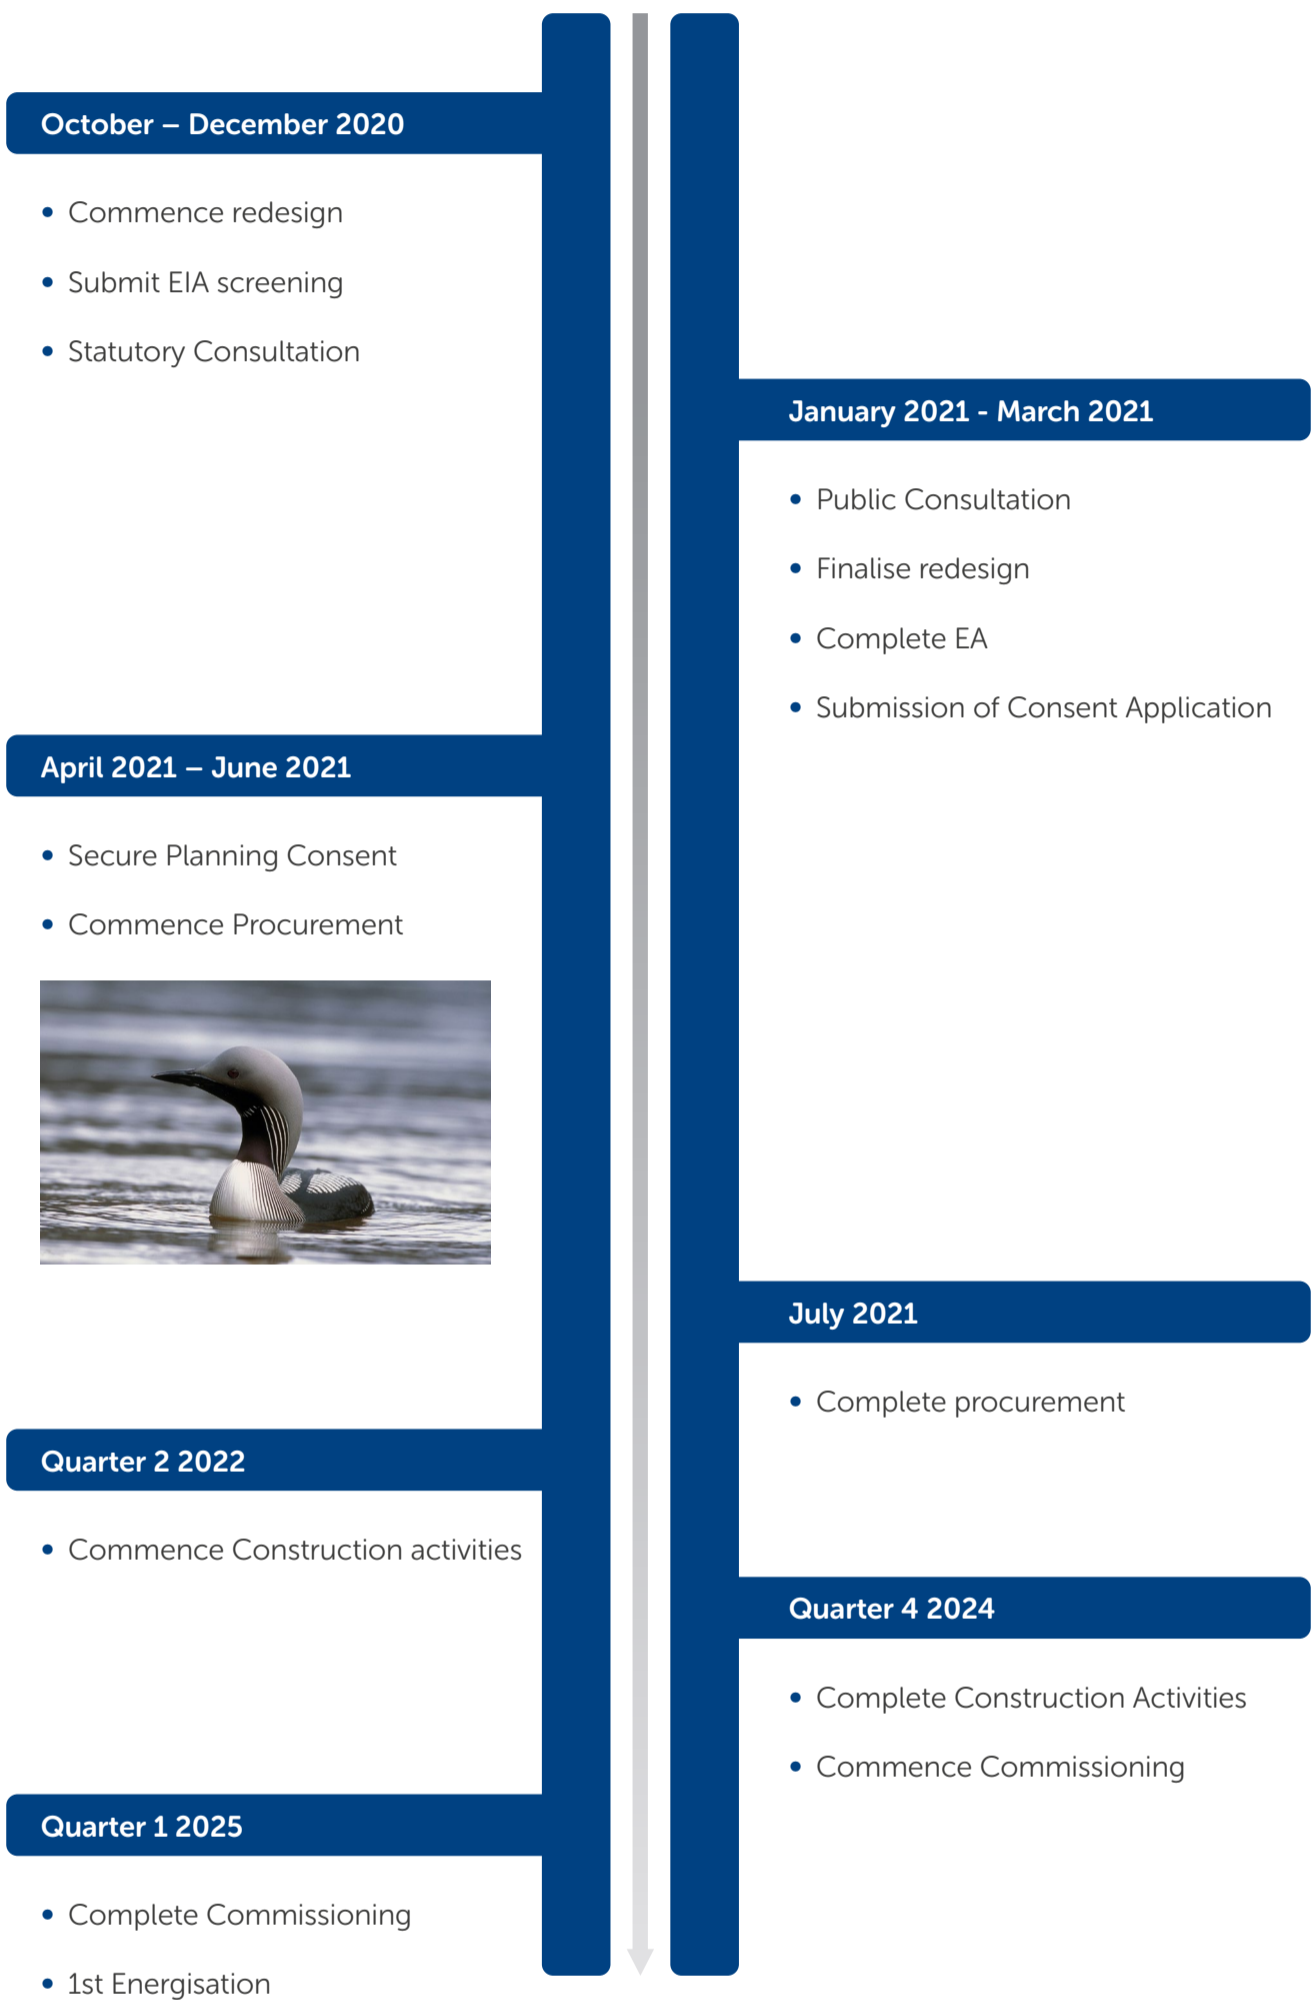 October – December 2020
• Commence redesign
• Submit EIA screening
• Statutory Consultation
January 2021 - March 2021
• Public Consultation
• Finalise redesign
• Complete EA
• Submission of Consent Application
April 2021 – June 2021
• Secure Planning Consent
• Commence Procurement
July 2021
• Complete procurement
Quarter 2 2022
• Commence Construction activities
Quarter 4 2024
• Complete Construction Activities
• Commence Commissioning
Quarter 1 2025
• Complete Commissioning
• 1st Energisation